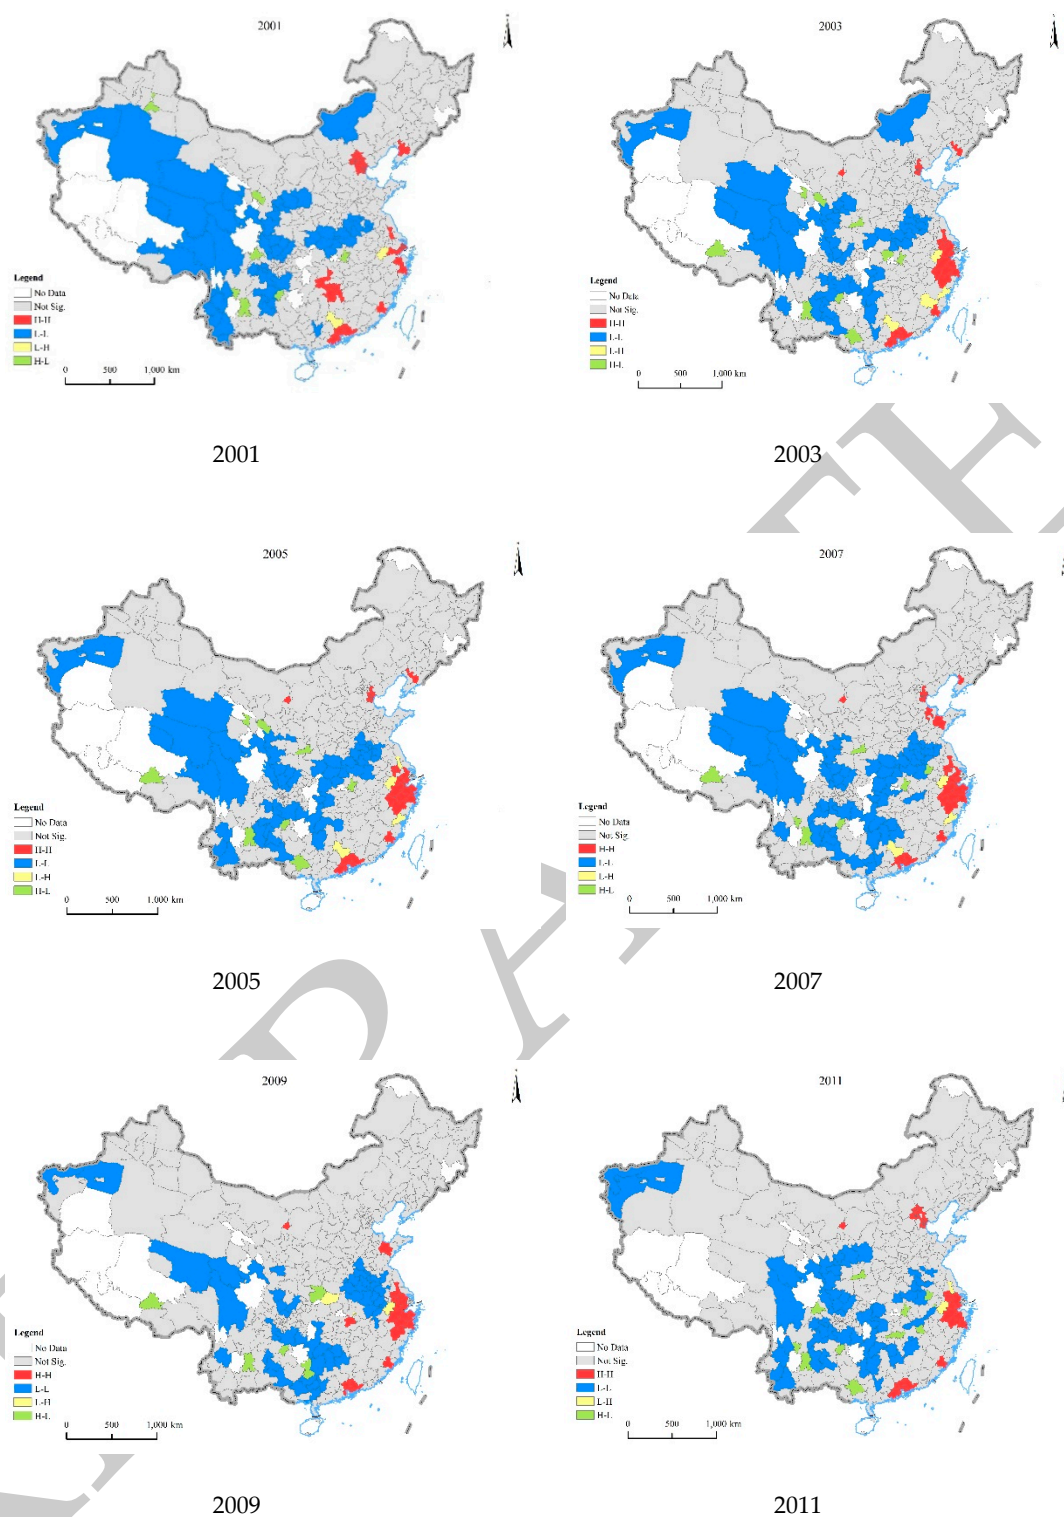 2001
2003
Legend
No Data
Not Sig.
H-H
L-L
L-H
H-L
0 500 1,000 km
Legend
No Data
Not Sig.
H-H
L-L
L-H
H-L
0 500 1,000 km
2001
2003
2005
2007
Legend
No Data
Not Sig.
H-H
L-L
L-H
H-L
0 500 1,000 km
Legend
No Data
Not Sig.
H-H
L-L
L-H
H-L
0 500 1,000 km
2005
2007
2009
2011
Legend
No Data
Not Sig.
H-H
L-L
L-H
H-L
0 500 1,000 km
Legend
No Data
Not Sig.
H-H
L-L
L-H
H-L
0 500 1,000 km
2009
2011